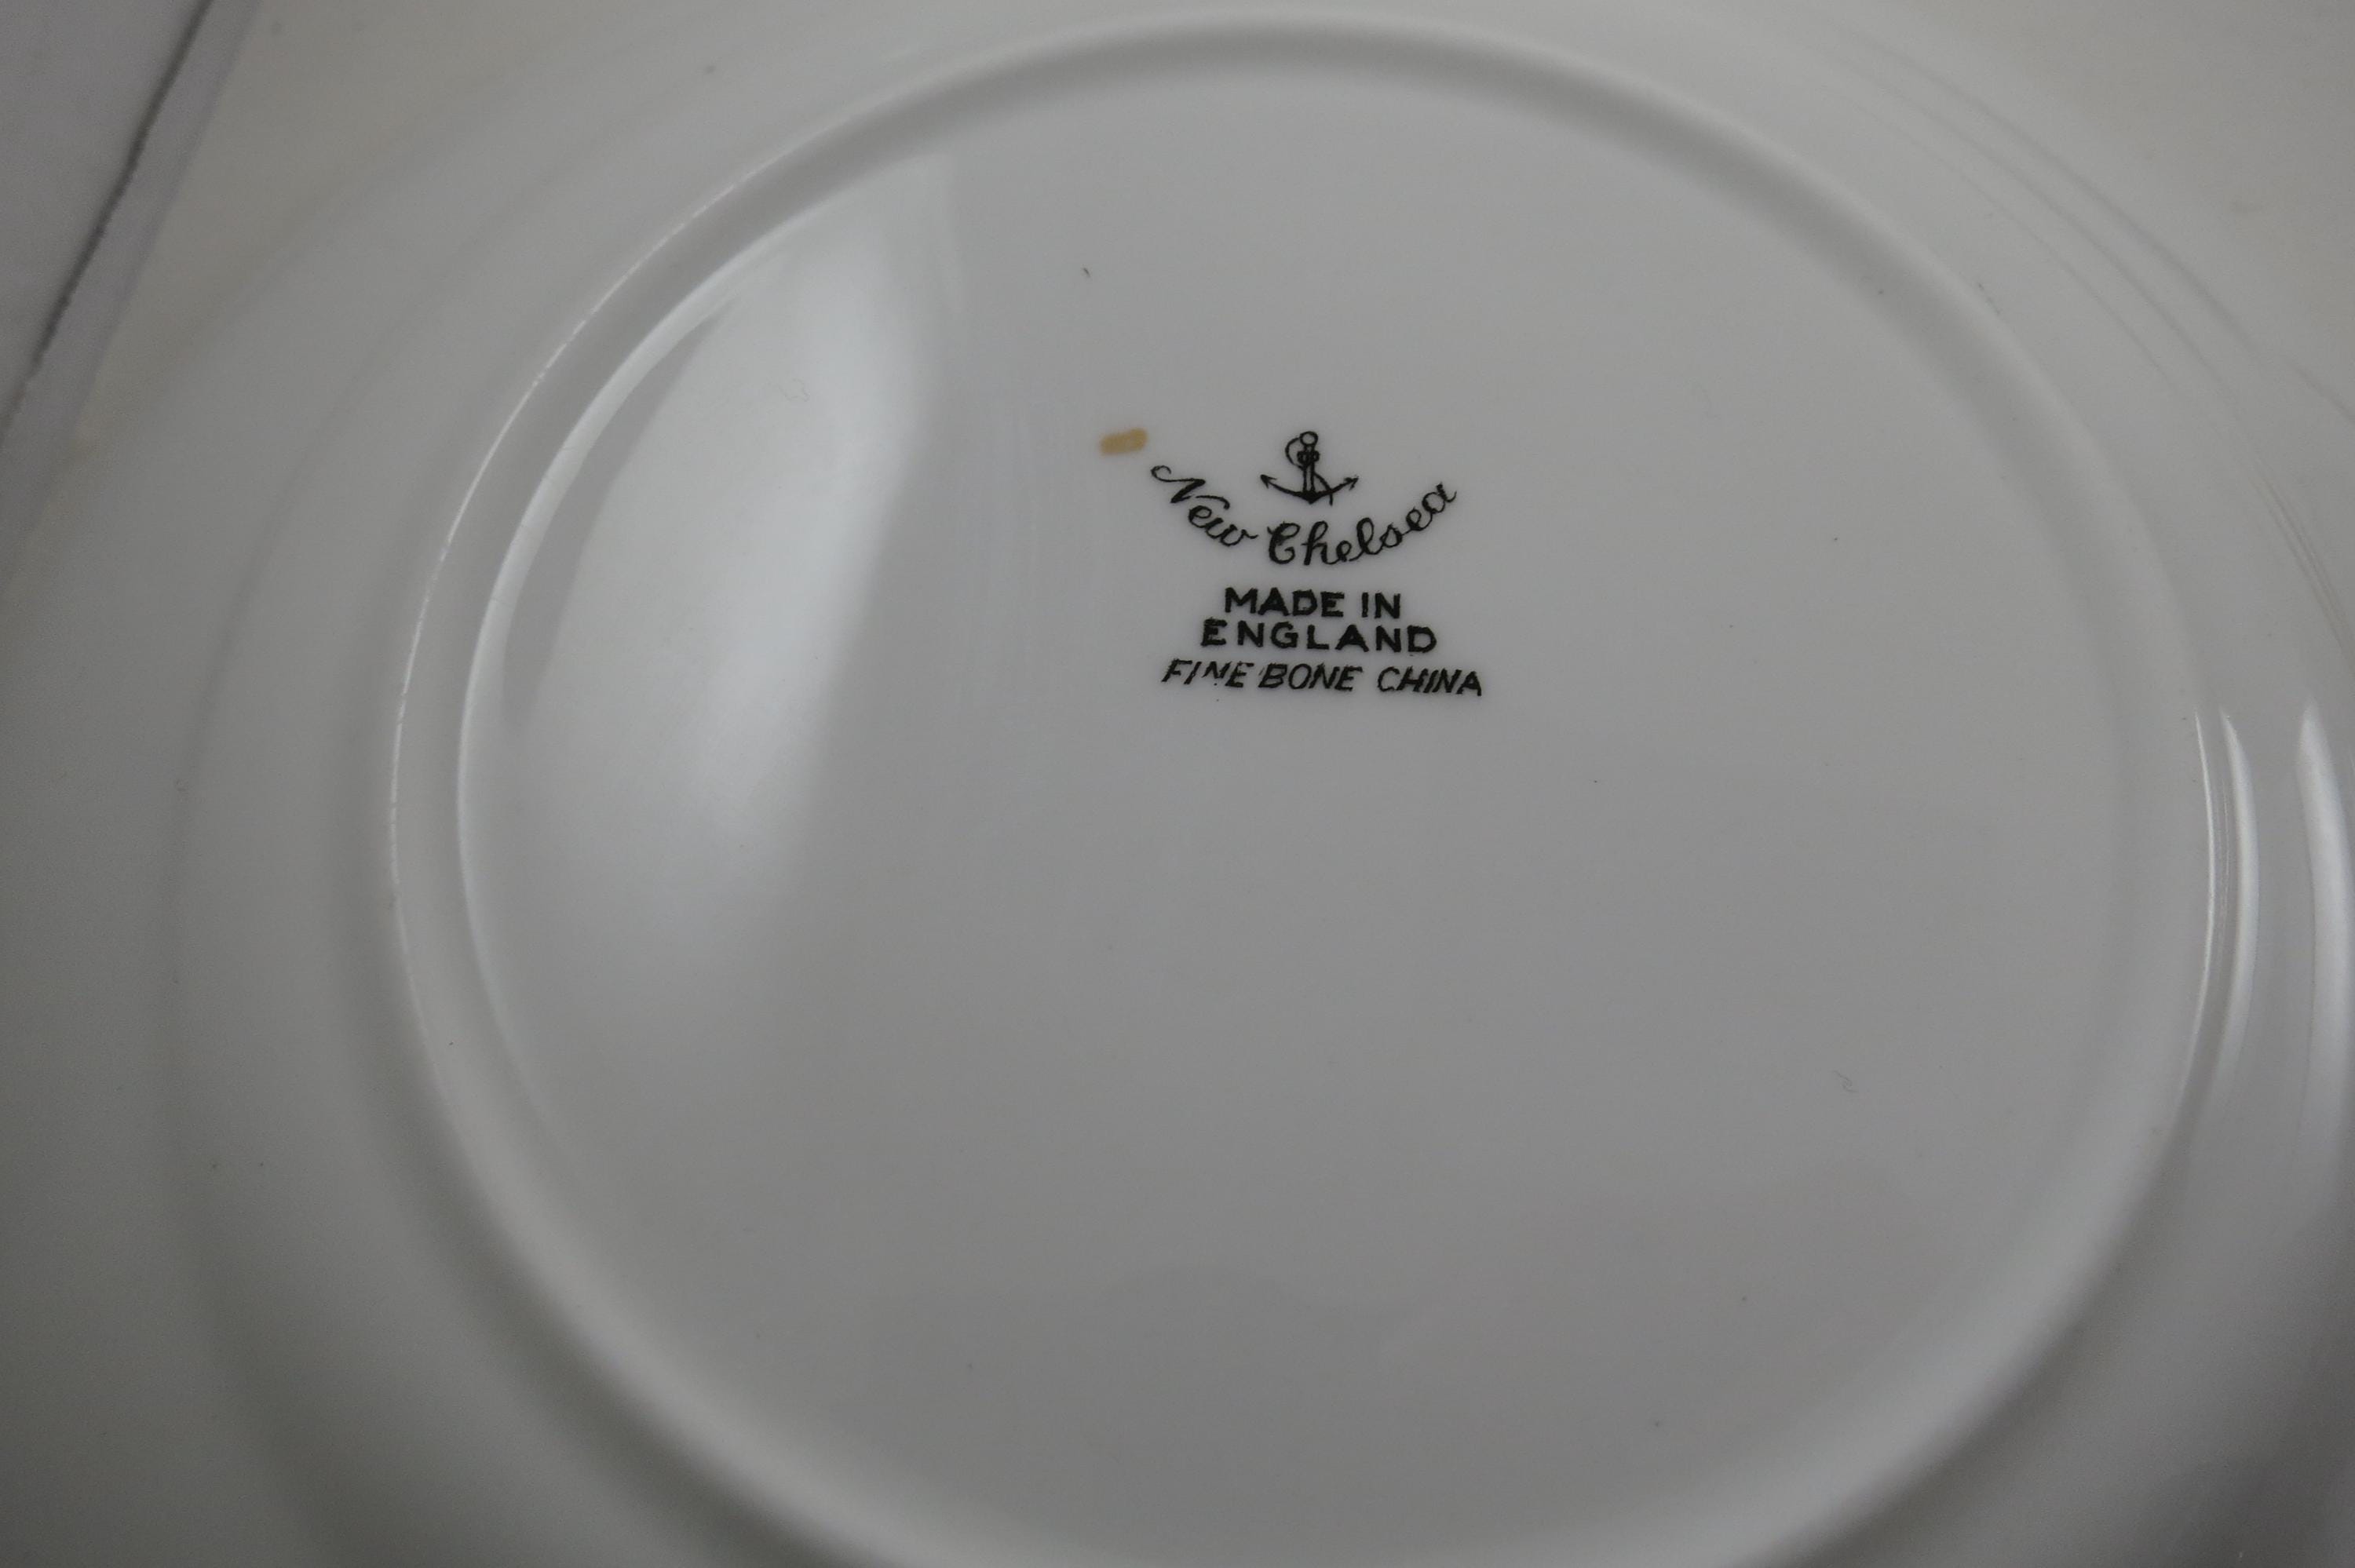 New Chelsea
MADE IN
ENGLAND
FINE BONE CHINA